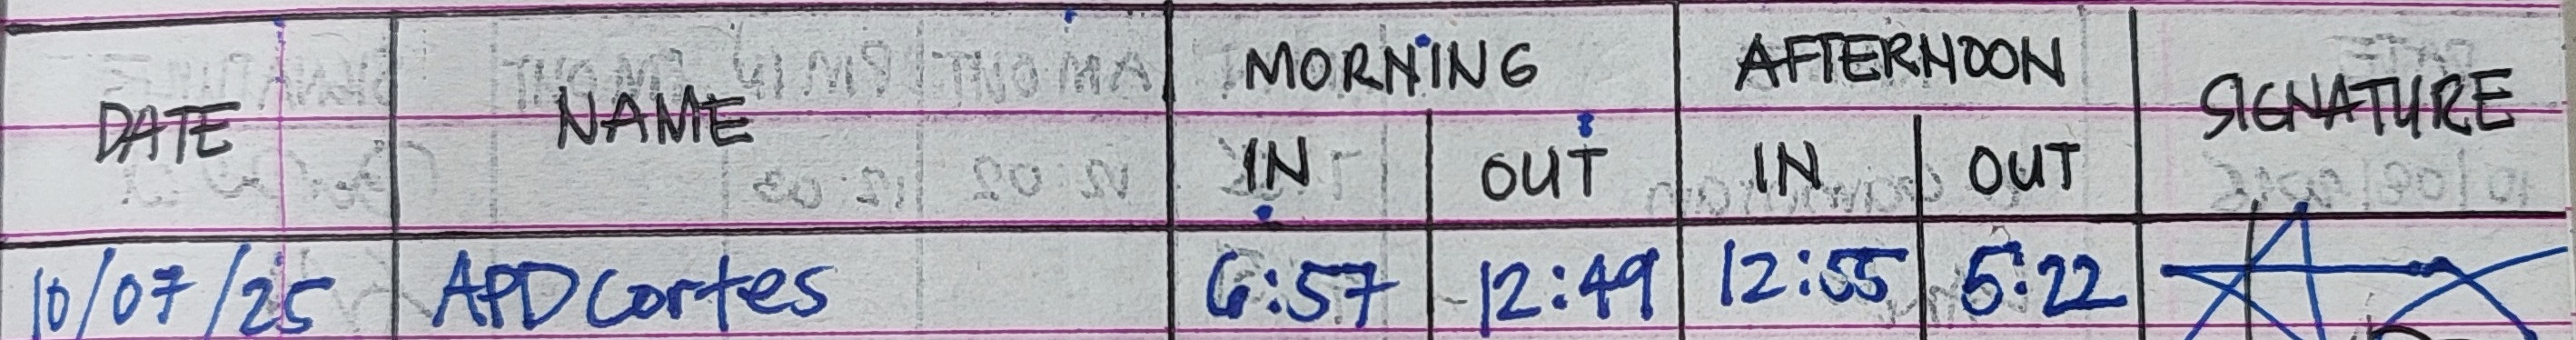 DATE NAME MORNING AFTERNOON SIGNATURE
IN OUT IN OUT
10/07/25 APD Cortes 6:57 12:49 12:55 5:22